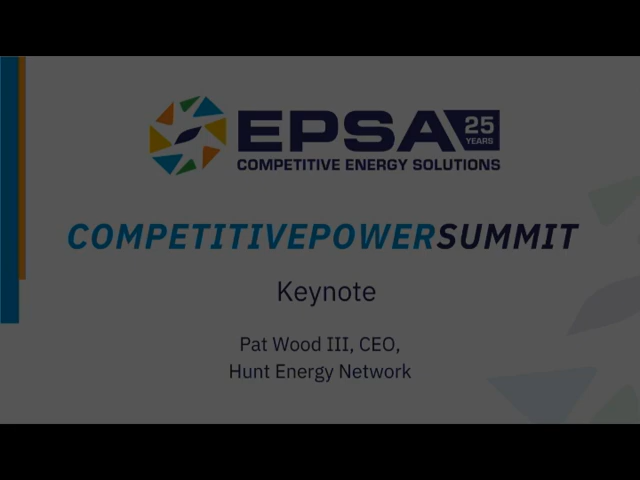 EPSA 25 YEARS
COMPETITIVE ENERGY SOLUTIONS
COMPETITIVEPOWERSUMMIT
Keynote
Pat Wood III, CEO,
Hunt Energy Network